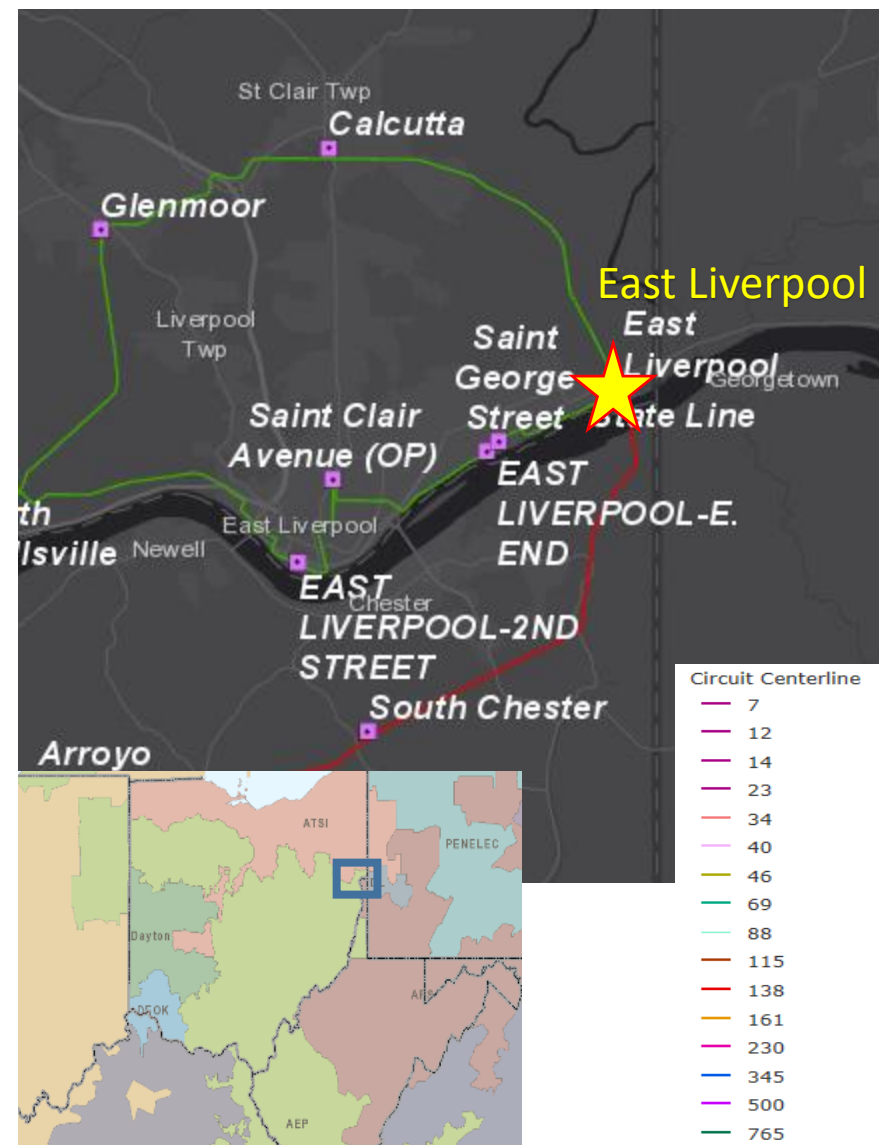 St Clair Twp
Calcutta
Glenmoor
East Liverpool
Liverpool
Twp
Saint
George
Street
East
Liverpool
State Line
Georgetown
Saint Clair
Avenue (OP)
EAST
LIVERPOOL-E.
END
th
llsville
Newell
East Liverpool
Chester
EAST
LIVERPOOL-2ND
STREET
South Chester
Arroyo
Circuit Centerline
7
12
14
23
34
40
46
69
88
115
138
161
230
345
500
765
ATSI
PENELEC
Dayton
DEOK
AEP